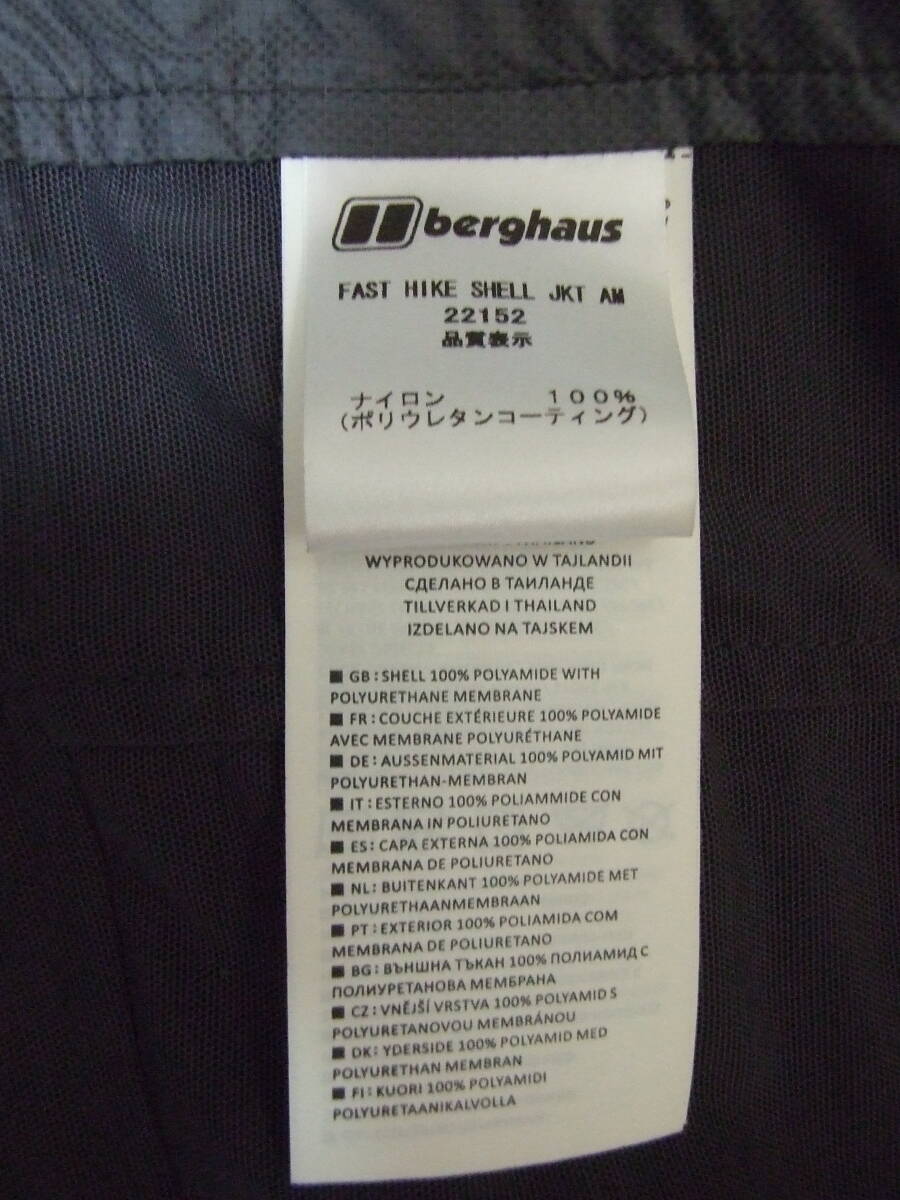 berghaus
FAST HIKE SHELL JKT AM
22152
品質表示
ナイロン 100%
(ポリウレタンコーティング)
WYPRODUKOWANO W TAJLANDII
СДЕЛАНО В ТАИЛАНДЕ
TILLVERKAD I THAILAND
IZDELANO NA TAJSKEM
■ GB : SHELL 100% POLYAMIDE WITH
POLYURETHANE MEMBRANE
■ FR : COUCHE EXTÉRIEURE 100% POLYAMIDE
AVEC MEMBRANE POLYURÉTHANE
■ DE : AUSSENMATERIAL 100% POLYAMID MIT
POLYURETHAN-MEMBRAN
■ IT : ESTERNO 100% POLIAMMIDE CON
MEMBRANA IN POLIURETANO
■ ES : CAPA EXTERNA 100% POLIAMIDA CON
MEMBRANA DE POLIURETANO
■ NL : BUITENKANT 100% POLYAMIDE MET
POLYURETHAANMEMBRAAN
■ PT : EXTERIOR 100% POLIAMIDA COM
MEMBRANA DE POLIURETANO
■ BG : ВЪНШНА ТЪКАН 100% ПОЛИАМИД С
ПОЛИУРЕТАНОВА МЕМБРАНА
■ CZ : VNĚJŠÍ VRSTVA 100% POLYAMID S
POLYURETANOVOU MEMBRÁNOU
■ DK : YDERSIDE 100% POLYAMID MED
POLYURETHAN MEMBRAN
■ FI : KUORI 100% POLYAMIDI
POLYURETAANIKALVOLLA